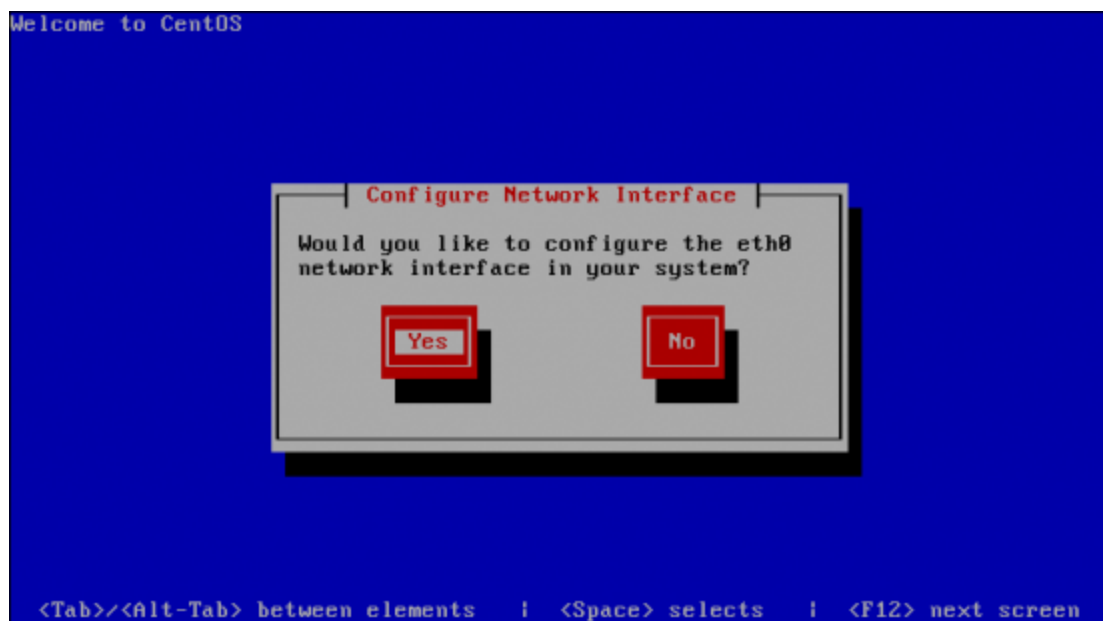 Welcome to CentOS
Configure Network Interface
Would you like to configure the eth0
network interface in your system?
Yes No
<Tab>/<Alt-Tab> between elements | <Space> selects | <F12> next screen